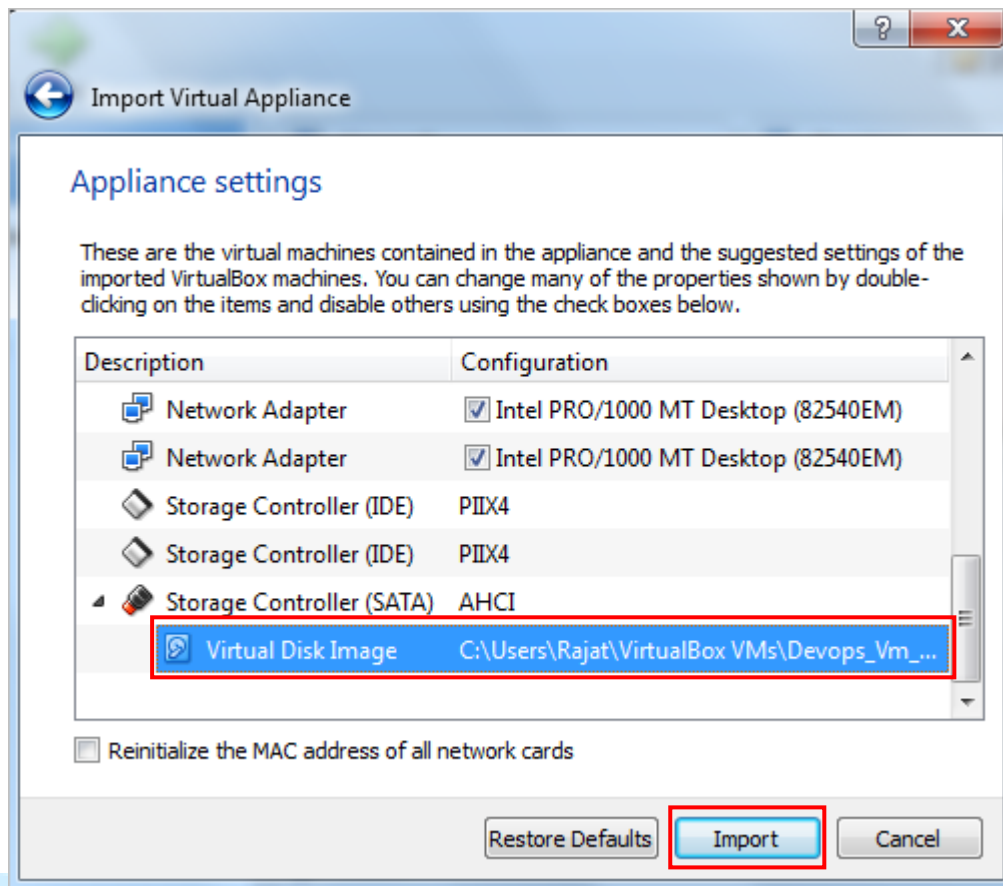 Import Virtual Appliance
Appliance settings
These are the virtual machines contained in the appliance and the suggested settings of the
imported VirtualBox machines. You can change many of the properties shown by double-
clicking on the items and disable others using the check boxes below.
Description Configuration
Network Adapter Intel PRO/1000 MT Desktop (82540EM)
Network Adapter Intel PRO/1000 MT Desktop (82540EM)
Storage Controller (IDE) PIIX4
Storage Controller (IDE) PIIX4
Storage Controller (SATA) AHCI
Virtual Disk Image C:\Users\Rajat\VirtualBox VMs\Devops_Vm_...
Reinitialize the MAC address of all network cards
Restore Defaults Import Cancel